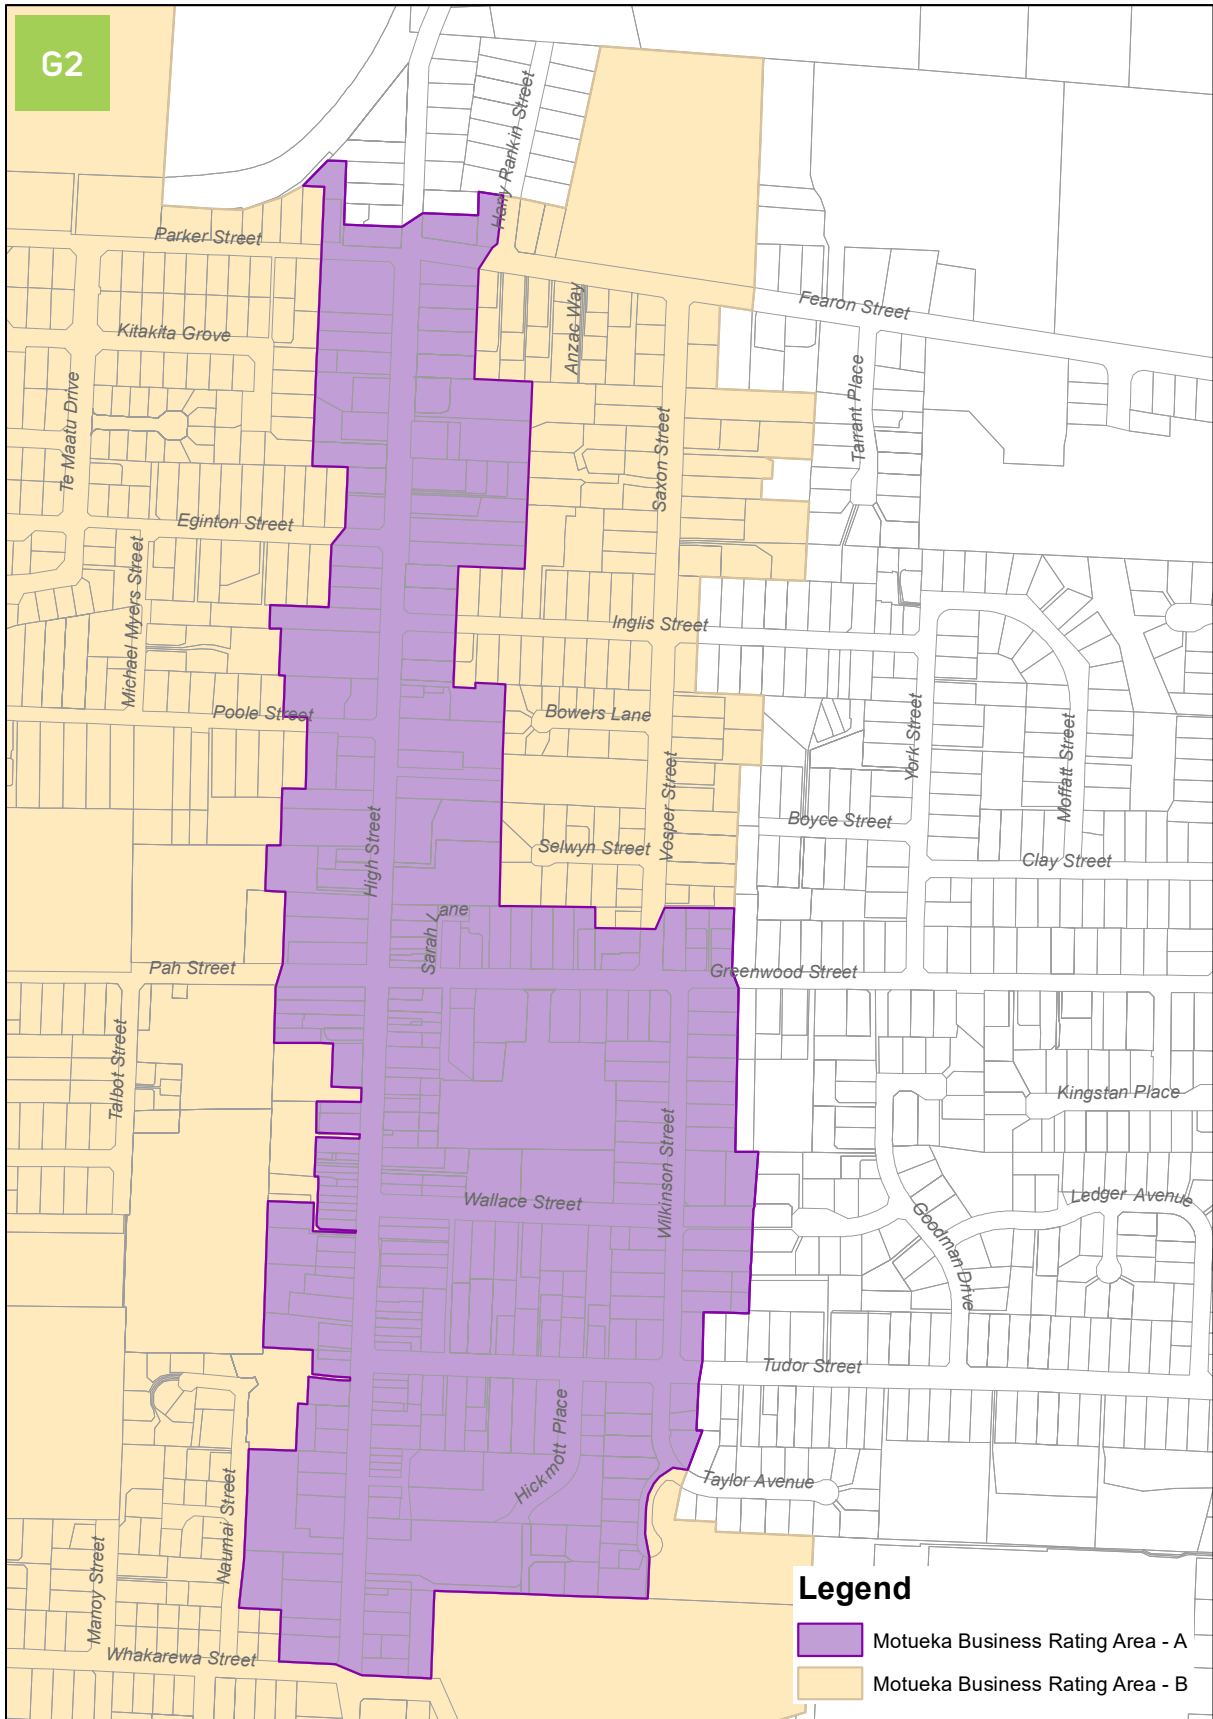 G2
Harry Rankin Street
Parker Street
Fearon Street
Kitakita Grove
Anzac Way
Te Maatu Drive
Tarrant Place
Saxon Street
Eginton Street
Michael Myers Street
Inglis Street
Poole Street
Bowers Lane
York Street
Moffatt Street
Vosper Street
High Street
Boyce Street
Selwyn Street
Clay Street
Sarah Lane
Pah Street
Greenwood Street
Talbot Street
Kingstan Place
Wilkinson Street
Wallace Street
Ledger Avenue
Goodman Drive
Tudor Street
Hickmott Place
Taylor Avenue
Naumai Street
Manoy Street
Whakarewa Street
Legend
Motueka Business Rating Area - A
Motueka Business Rating Area - B